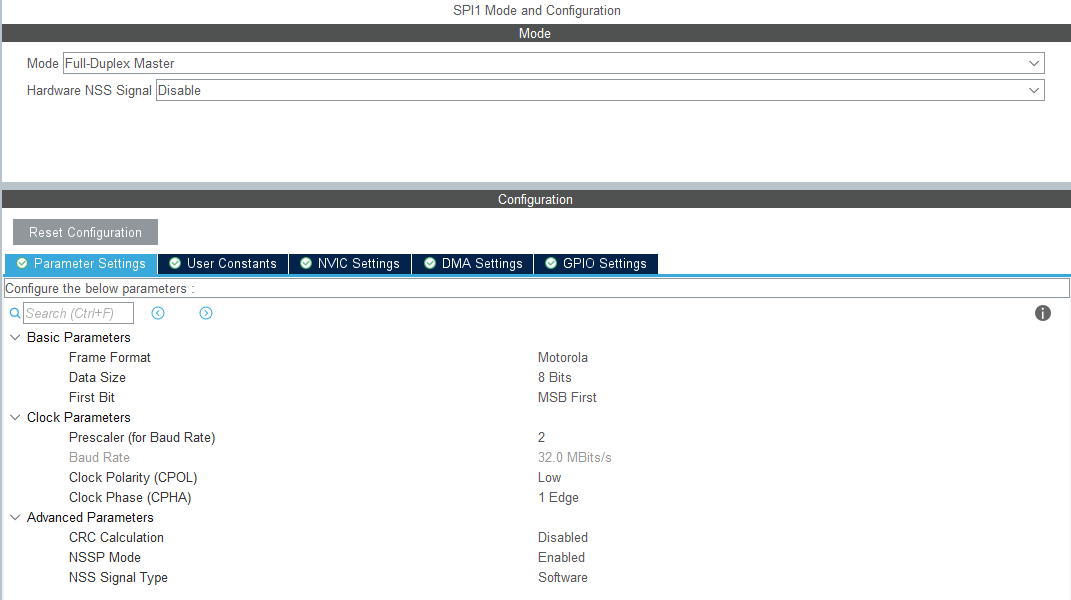 SPI1 Mode and Configuration
Mode
Mode Full-Duplex Master
Hardware NSS Signal Disable
Configuration
Reset Configuration
Parameter Settings User Constants NVIC Settings DMA Settings GPIO Settings
Configure the below parameters :
Search (Ctrl+F)
Basic Parameters
Frame Format Motorola
Data Size 8 Bits
First Bit MSB First
Clock Parameters
Prescaler (for Baud Rate) 2
Baud Rate 32.0 MBits/s
Clock Polarity (CPOL) Low
Clock Phase (CPHA) 1 Edge
Advanced Parameters
CRC Calculation Disabled
NSSP Mode Enabled
NSS Signal Type Software